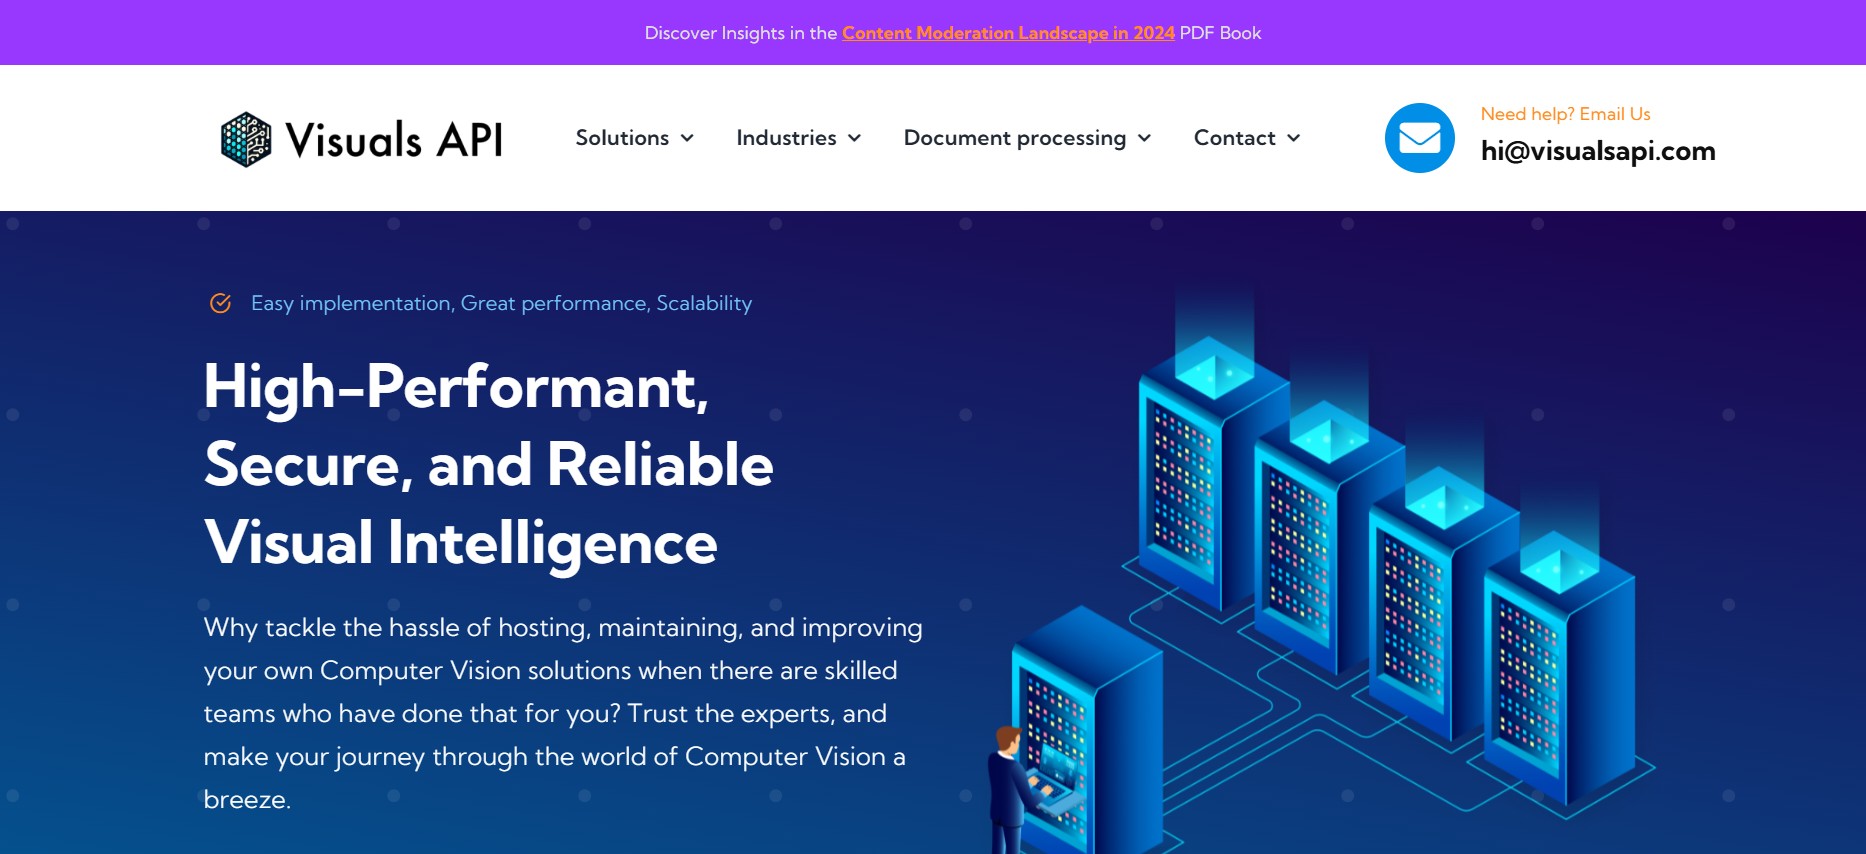 Discover Insights in the Content Moderation Landscape in 2024 PDF Book
Visuals API
Solutions
Industries
Document processing
Contact
Need help? Email Us
hi@visualsapi.com
Easy implementation, Great performance, Scalability
High-Performant,
Secure, and Reliable
Visual Intelligence
Why tackle the hassle of hosting, maintaining, and improving
your own Computer Vision solutions when there are skilled
teams who have done that for you? Trust the experts, and
make your journey through the world of Computer Vision a
breeze.